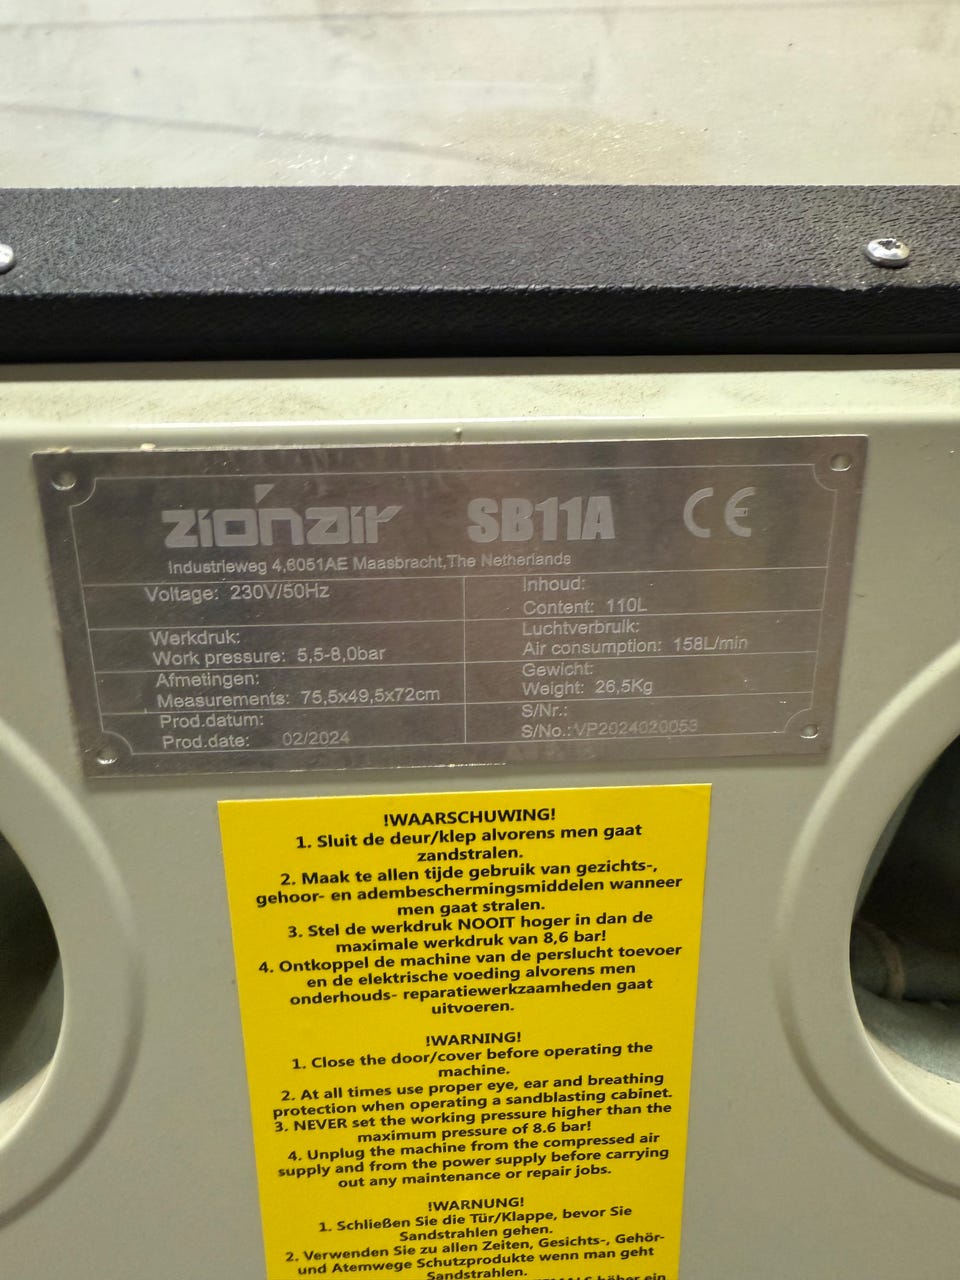 zionair SB11A CE
Industrieweg 4,6051AE Maasbracht,The Netherlands
Voltage: 230V/50Hz
Werkdruk:
Work pressure: 5,5-8,0bar
Afmetingen:
Measurements: 75,5x49,5x72cm
Prod.datum:
Prod.date: 02/2024
Inhoud:
Content: 110L
Luchtverbruik:
Air consumption: 158L/min
Gewicht:
Weight: 26,5Kg
S/Nr.:
S/No.:VP2024020053
!WAARSCHUWING!
1. Sluit de deur/klep alvorens men gaat
zandstralen.
2. Maak te allen tijde gebruik van gezichts-,
gehoor- en adembeschermingsmiddelen wanneer
men gaat stralen.
3. Stel de werkdruk NOOIT hoger in dan de
maximale werkdruk van 8,6 bar!
4. Ontkoppel de machine van de perslucht toevoer
en de elektrische voeding alvorens men
onderhouds- reparatiewerkzaamheden gaat
uitvoeren.
!WARNING!
1. Close the door/cover before operating the
machine.
2. At all times use proper eye, ear and breathing
protection when operating a sandblasting cabinet.
3. NEVER set the working pressure higher than the
maximum pressure of 8.6 bar!
4. Unplug the machine from the compressed air
supply and from the power supply before carrying
out any maintenance or repair jobs.
!WARNUNG!
1. Schließen Sie die Tür/Klappe, bevor Sie
Sandstrahlen gehen.
2. Verwenden Sie zu allen Zeiten, Gesichts-, Gehör-
und Atemwege Schutzprodukte wenn man geht
Sandstrahlen.
höher ein